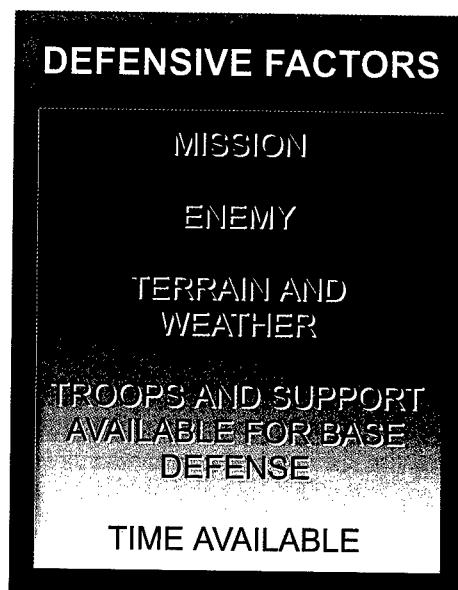 DEFENSIVE FACTORS
MISSION
ENEMY
TERRAIN AND
WEATHER
TROOPS AND SUPPORT
AVAILABLE FOR BASE
DEFENSE
TIME AVAILABLE